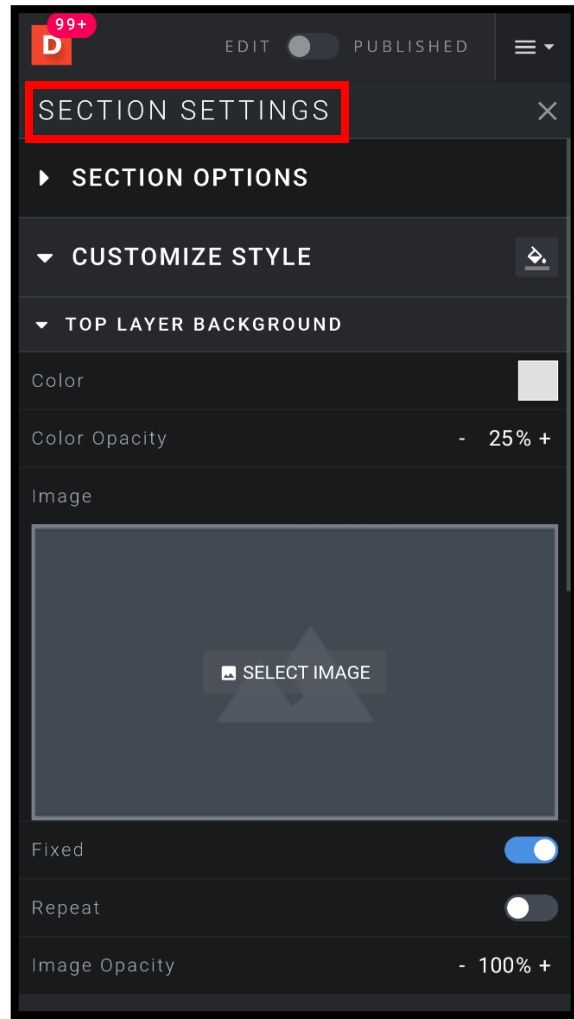 99+
D
EDIT PUBLISHED
SECTION SETTINGS
SECTION OPTIONS
CUSTOMIZE STYLE
TOP LAYER BACKGROUND
Color
Color Opacity - 25% +
Image
SELECT IMAGE
Fixed
Repeat
Image Opacity - 100% +